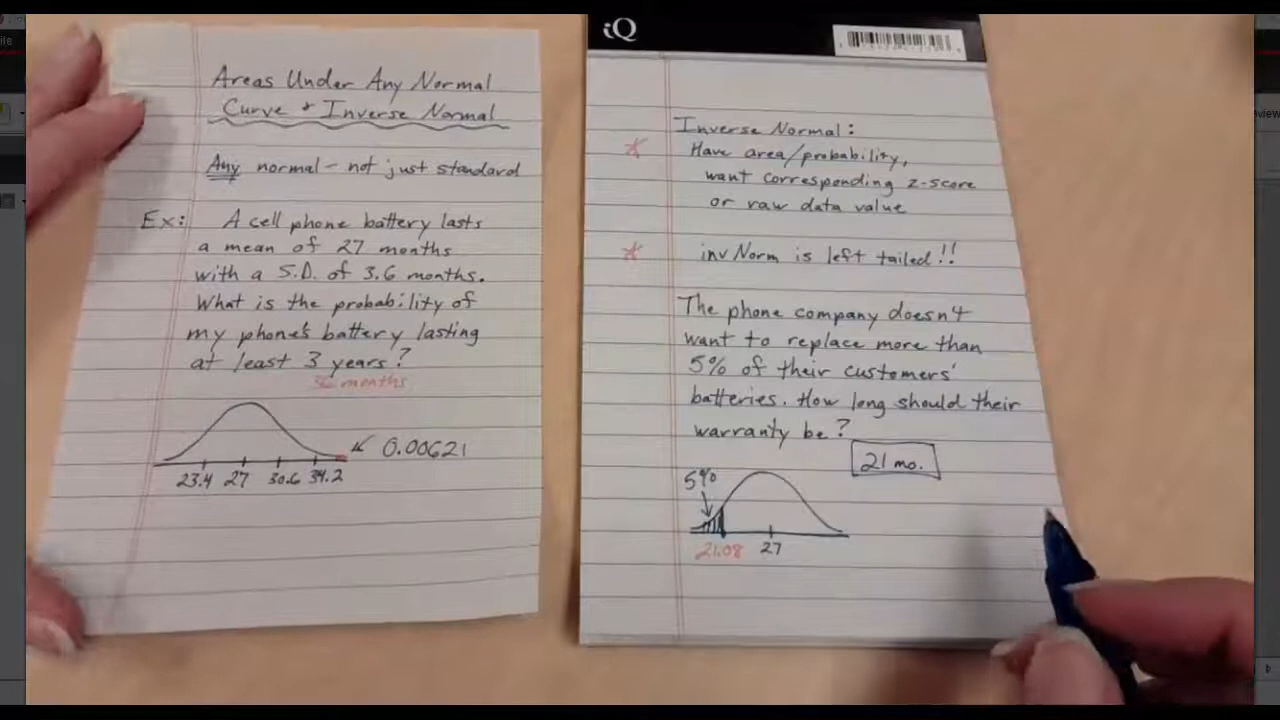 Areas Under Any Normal
Curve + Inverse Normal
Any normal - not just standard
Ex: A cell phone battery lasts
a mean of 27 months
with a S.D. of 3.6 months.
What is the probability of
my phone's battery lasting
at least 3 years?
36 months
0.00621
23.4 27 30.6 34.2
iQ
Inverse Normal:
Have area/probability,
want corresponding z-score
or raw data value
invNorm is left tailed!!
The phone company doesn't
want to replace more than
5% of their customers'
batteries. How long should their
warranty be?
21 mo.
5%
21.08 27